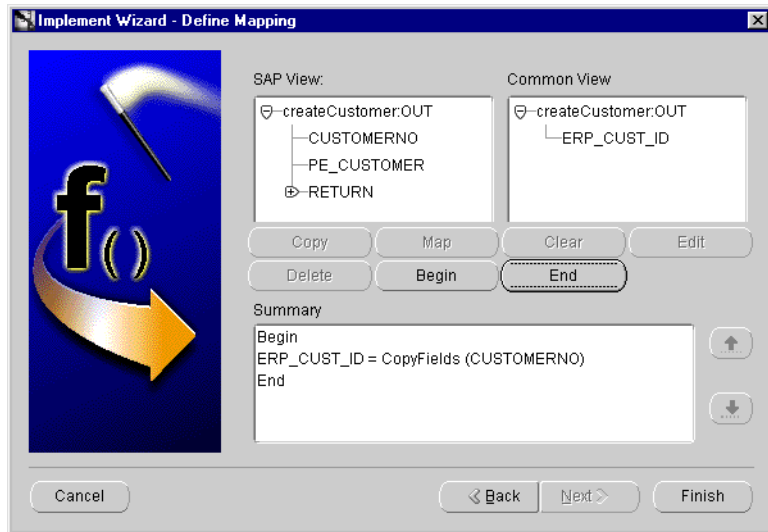 Implement Wizard - Define Mapping
SAP View:
Common View
createCustomer:OUT
CUSTOMERNO
PE_CUSTOMER
RETURN
createCustomer:OUT
ERP_CUST_ID
Copy
Map
Clear
Edit
Delete
Begin
End
Summary
Begin
ERP_CUST_ID = CopyFields (CUSTOMERNO)
End
f()
Cancel
Back
Next
Finish